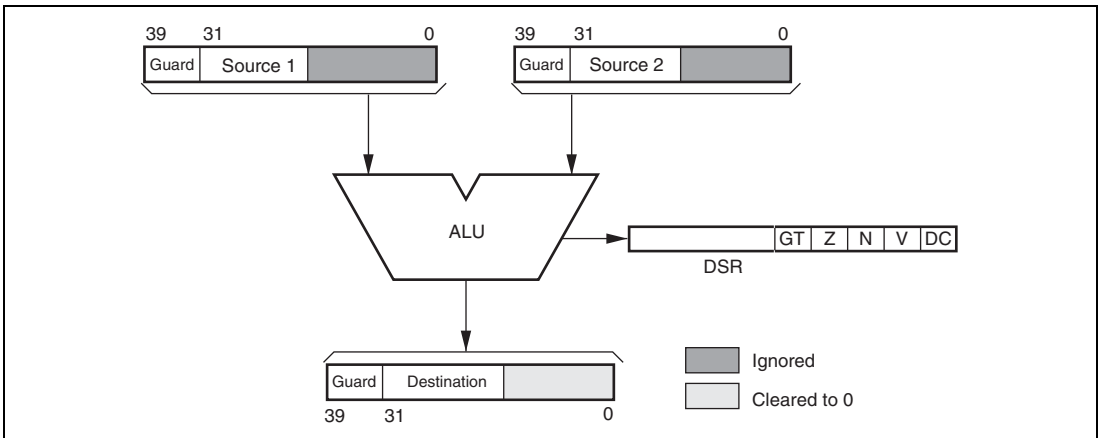 39 31 0
39 31 0
Guard Source 1
Guard Source 2
ALU
GT Z N V DC
DSR
Guard Destination
39 31 0
Ignored
Cleared to 0